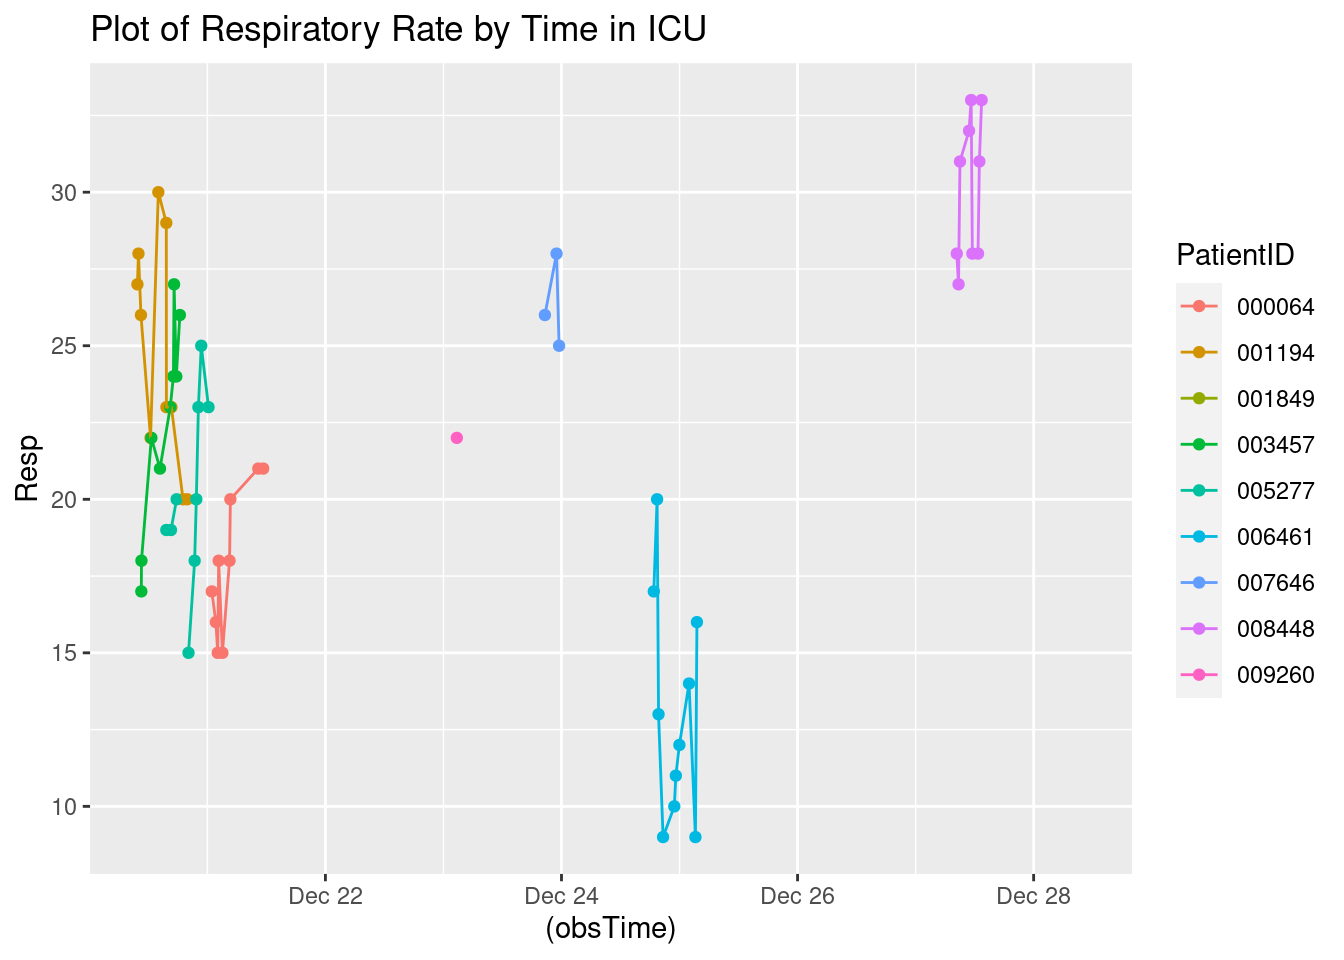 Plot of Respiratory Rate by Time in ICU
Resp
30
25
20
15
10
Dec 22
Dec 24
Dec 26
Dec 28
(obsTime)
PatientID
000064
001194
001849
003457
005277
006461
007646
008448
009260